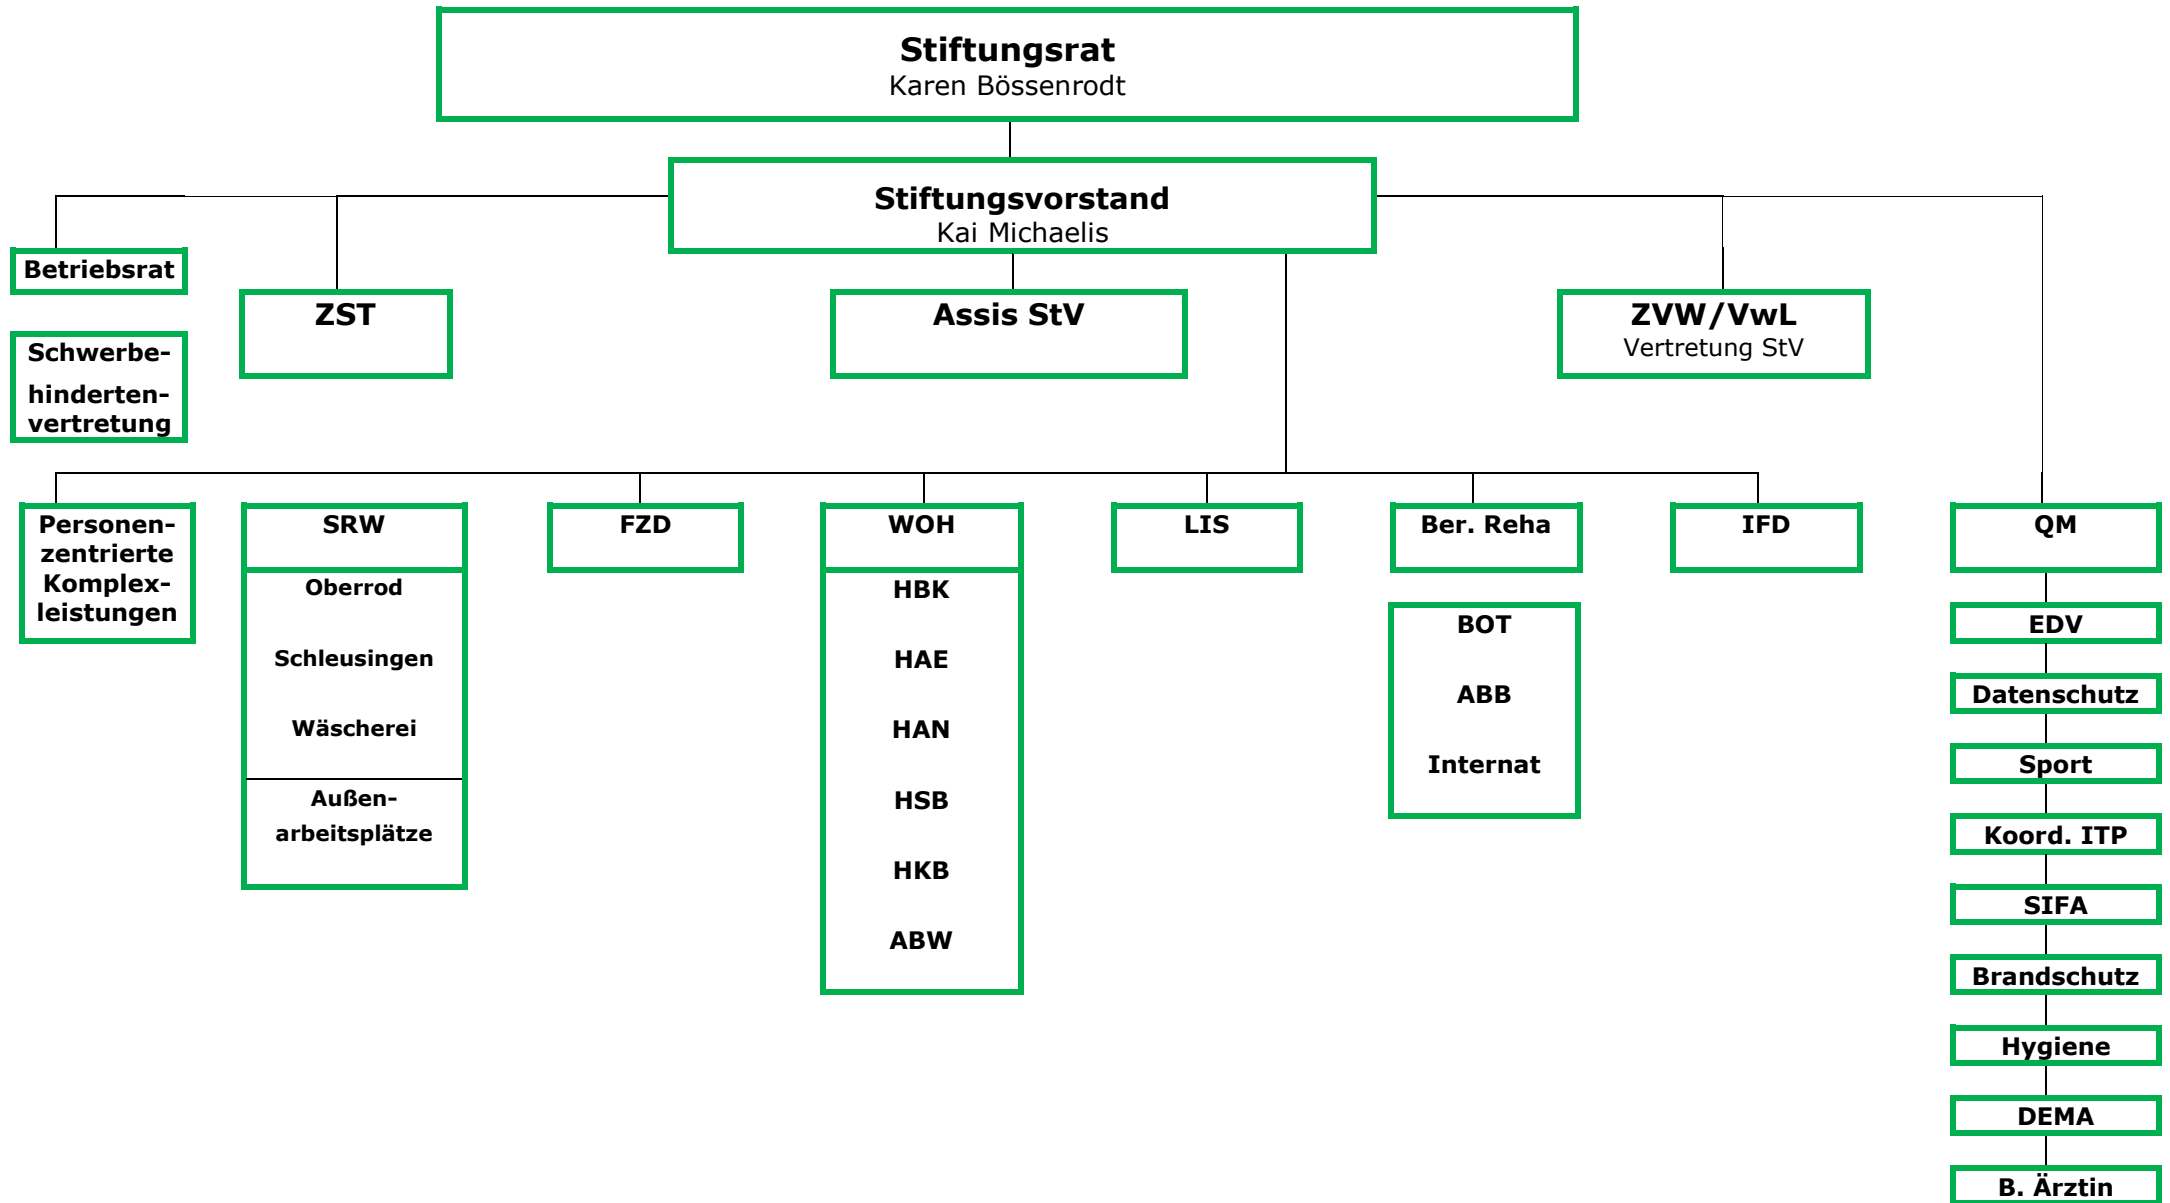 Stiftungsrat
Karen Bössenrodt
Stiftungsvorstand
Kai Michaelis
Betriebsrat
Schwerbe-
hinderten-
vertretung
ZST
Assis StV
ZVW/VwL
Vertretung StV
Personen-
zentrierte
Komplex-
leistungen
SRW
Oberrod
Schleusingen
Wäscherei
Außen-
arbeitsplätze
FZD
WOH
HBK
HAE
HAN
HSB
HKB
ABW
LIS
Ber. Reha
BOT
ABB
Internat
IFD
QM
EDV
Datenschutz
Sport
Koord. ITP
SIFA
Brandschutz
Hygiene
DEMA
B. Ärztin